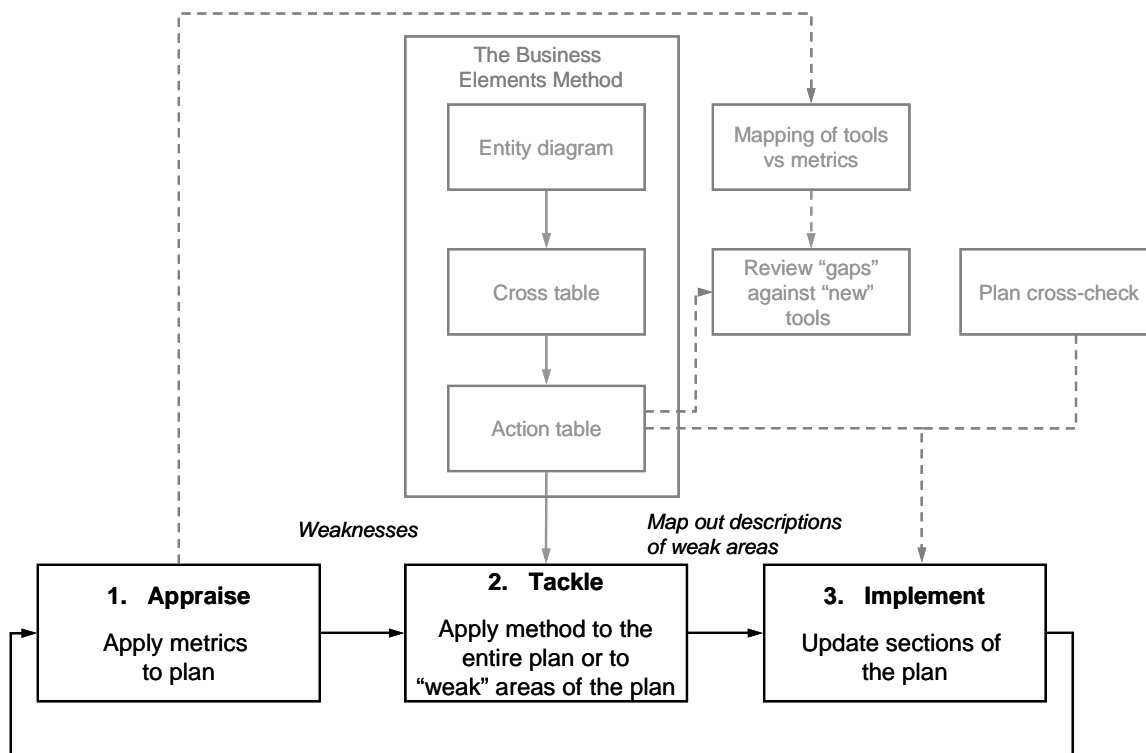 The Business
Elements Method
Entity diagram
Mapping of tools
vs metrics
Cross table
Review “gaps”
against “new”
tools
Plan cross-check
Action table
Weaknesses
Map out descriptions
of weak areas
1. Appraise
Apply metrics
to plan
2. Tackle
Apply method to the
entire plan or to
“weak” areas of the plan
3. Implement
Update sections of
the plan